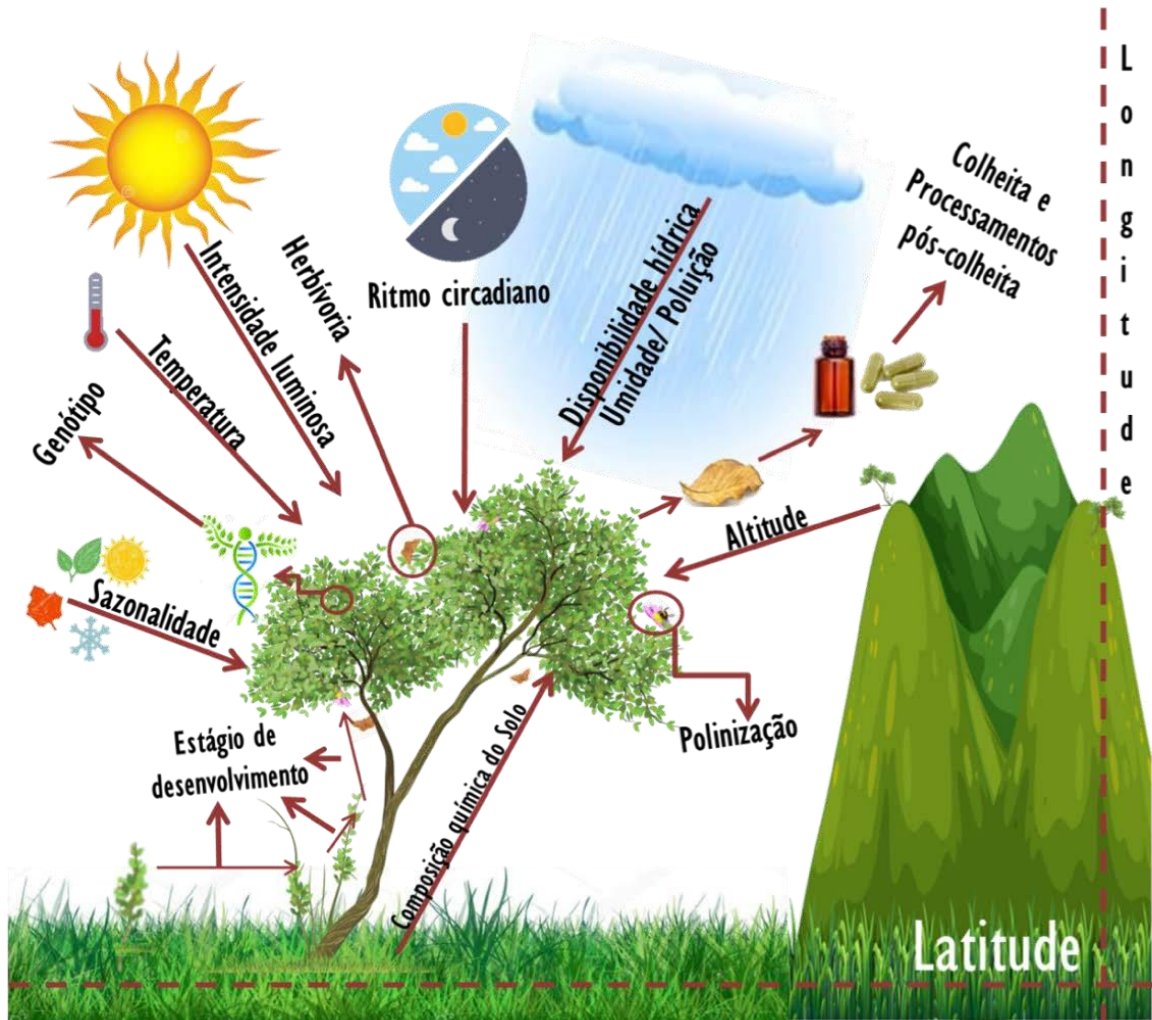 Longitude
Colheita e
Processamentos
pós-colheita
Herbívoria
Ritmo circadiano
Intensidade luminosa
Disponibilidade hídrica
Umidade/ Poluição
Temperatura
Genótipo
Altitude
Sazonalidade
Polinização
Estágio de
desenvolvimento
Composição química do Solo
Latitude